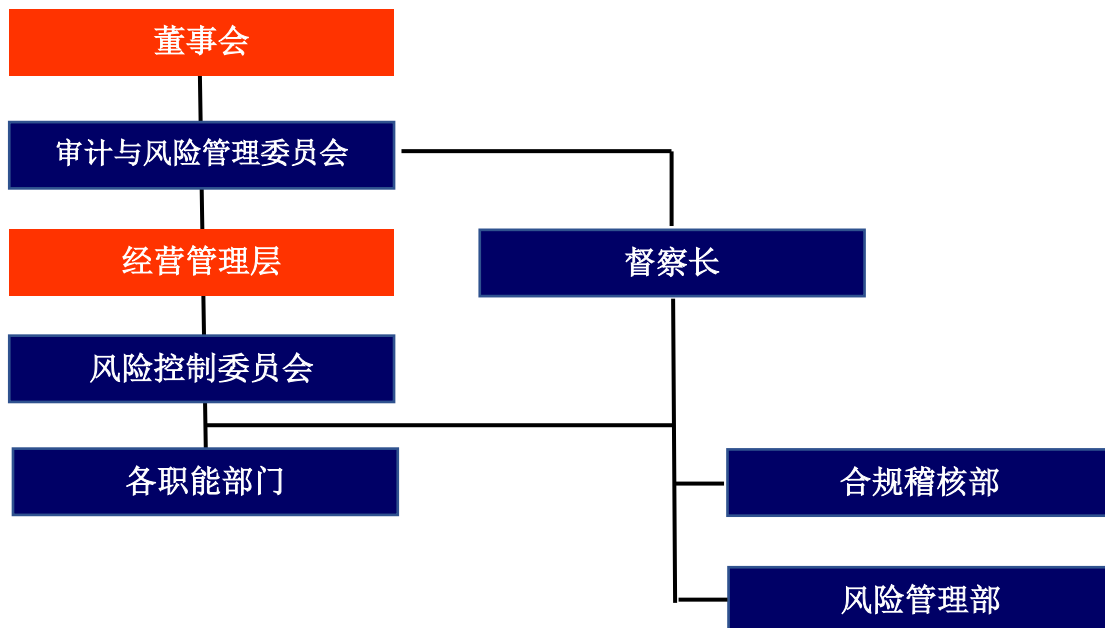 董事会
审计与风险管理委员会
经营管理层
督察长
风险控制委员会
各职能部门
合规稽核部
风险管理部